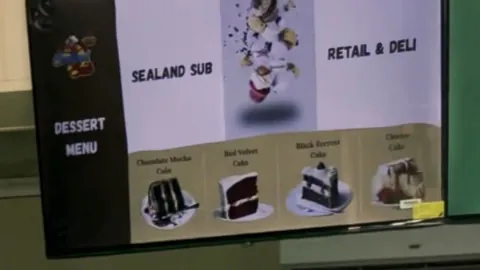 SEALAND SUB
RETAIL & DELI
DESSERT
MENU
Chocolate Mocha
Cake
Red Velvet
Cake
Black Forrest
Cake
Cheese
Cake